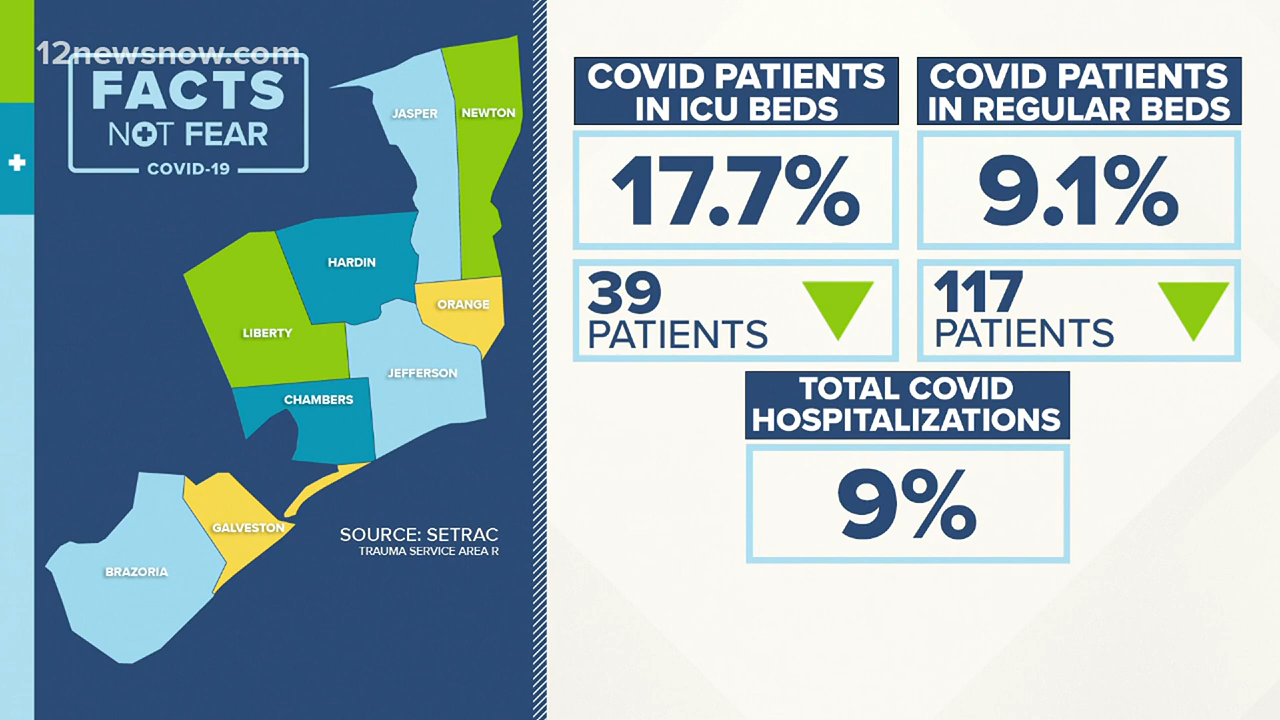 12newsnow.com
FACTS
NOT FEAR
COVID-19
JASPER
NEWTON
HARDIN
ORANGE
LIBERTY
JEFFERSON
CHAMBERS
GALVESTON
BRAZORIA
SOURCE: SETRAC
TRAUMA SERVICE AREA R
COVID PATIENTS
IN ICU BEDS
17.7%
39
PATIENTS
COVID PATIENTS
IN REGULAR BEDS
9.1%
117
PATIENTS
TOTAL COVID
HOSPITALIZATIONS
9%